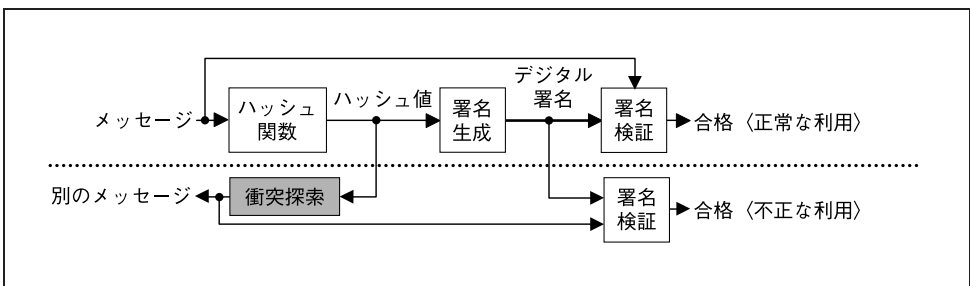 メッセージ
ハッシュ
関数
ハッシュ値
署名
生成
デジタル
署名
署名
検証
合格〈正常な利用〉
別のメッセージ
衝突探索
署名
検証
合格〈不正な利用〉